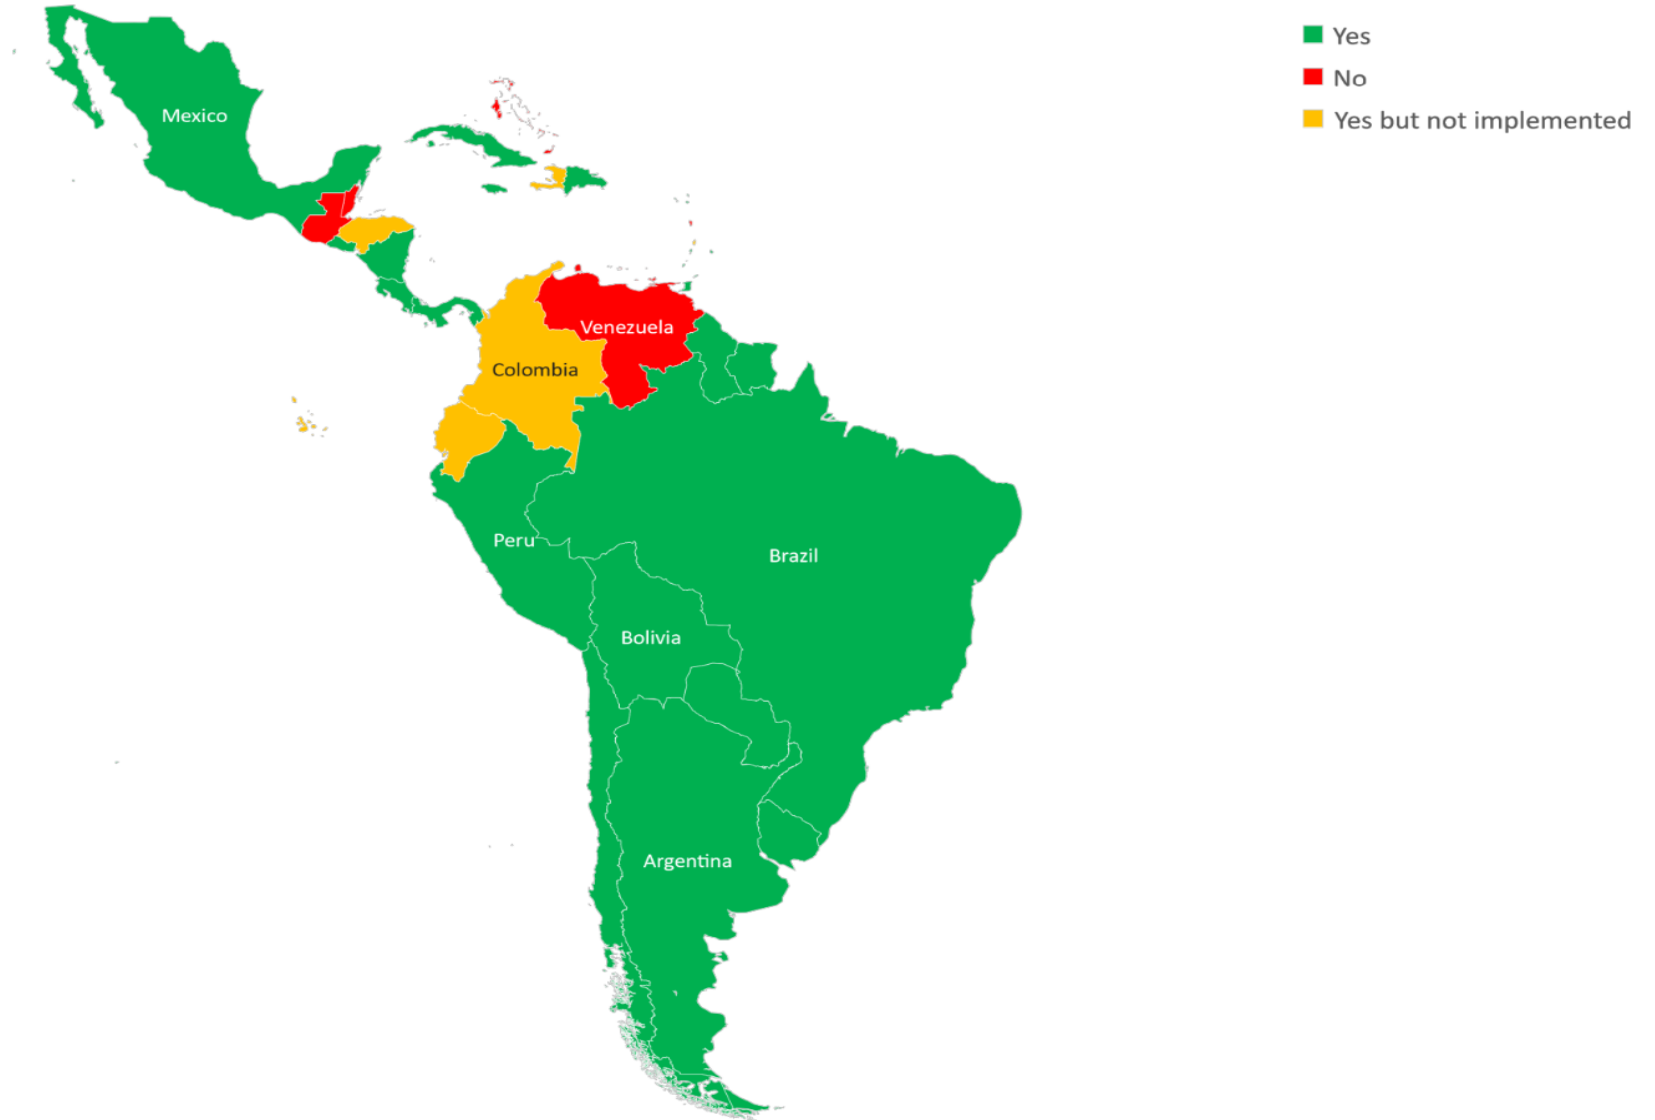 Yes
No
Yes but not implemented
Mexico
Venezuela
Colombia
Peru
Brazil
Bolivia
Argentina